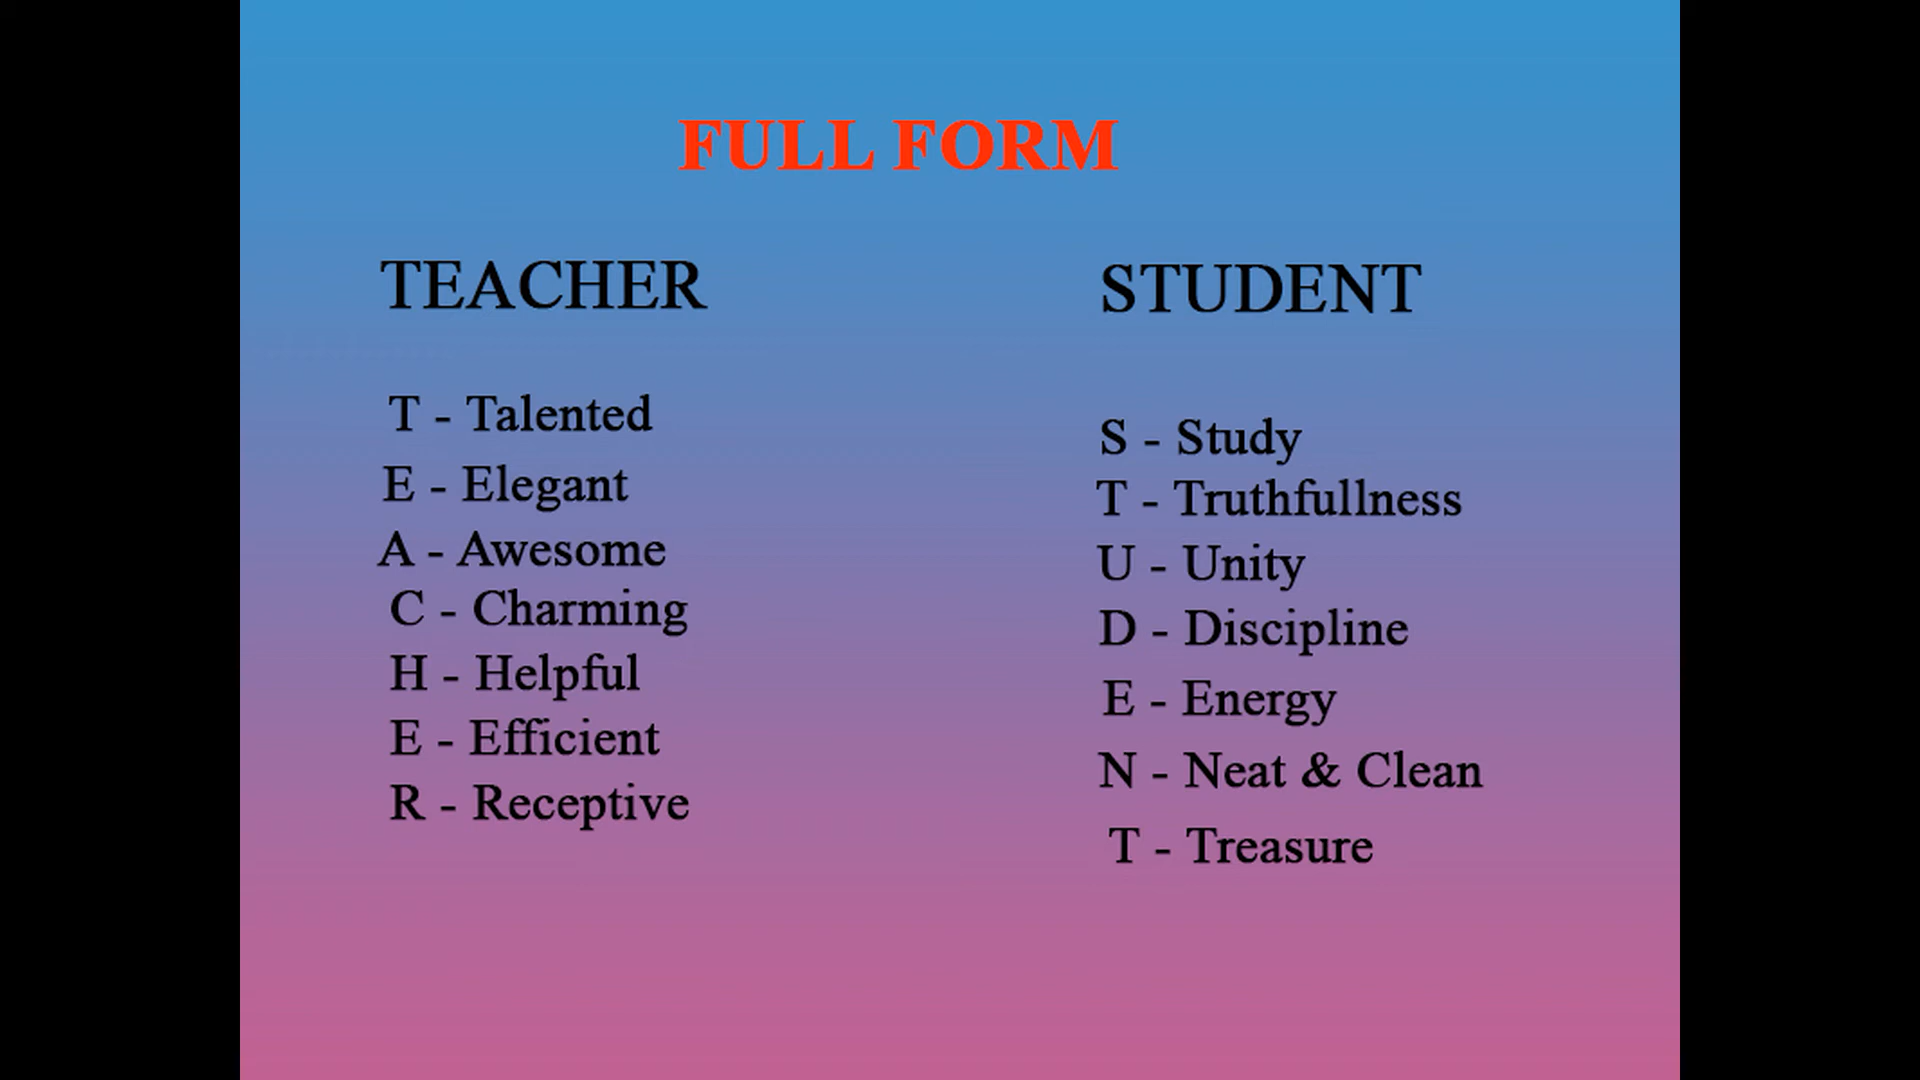 FULL FORM
TEACHER
T - Talented
E - Elegant
A - Awesome
C - Charming
H - Helpful
E - Efficient
R - Receptive
STUDENT
S - Study
T - Truthfullness
U - Unity
D - Discipline
E - Energy
N - Neat & Clean
T - Treasure